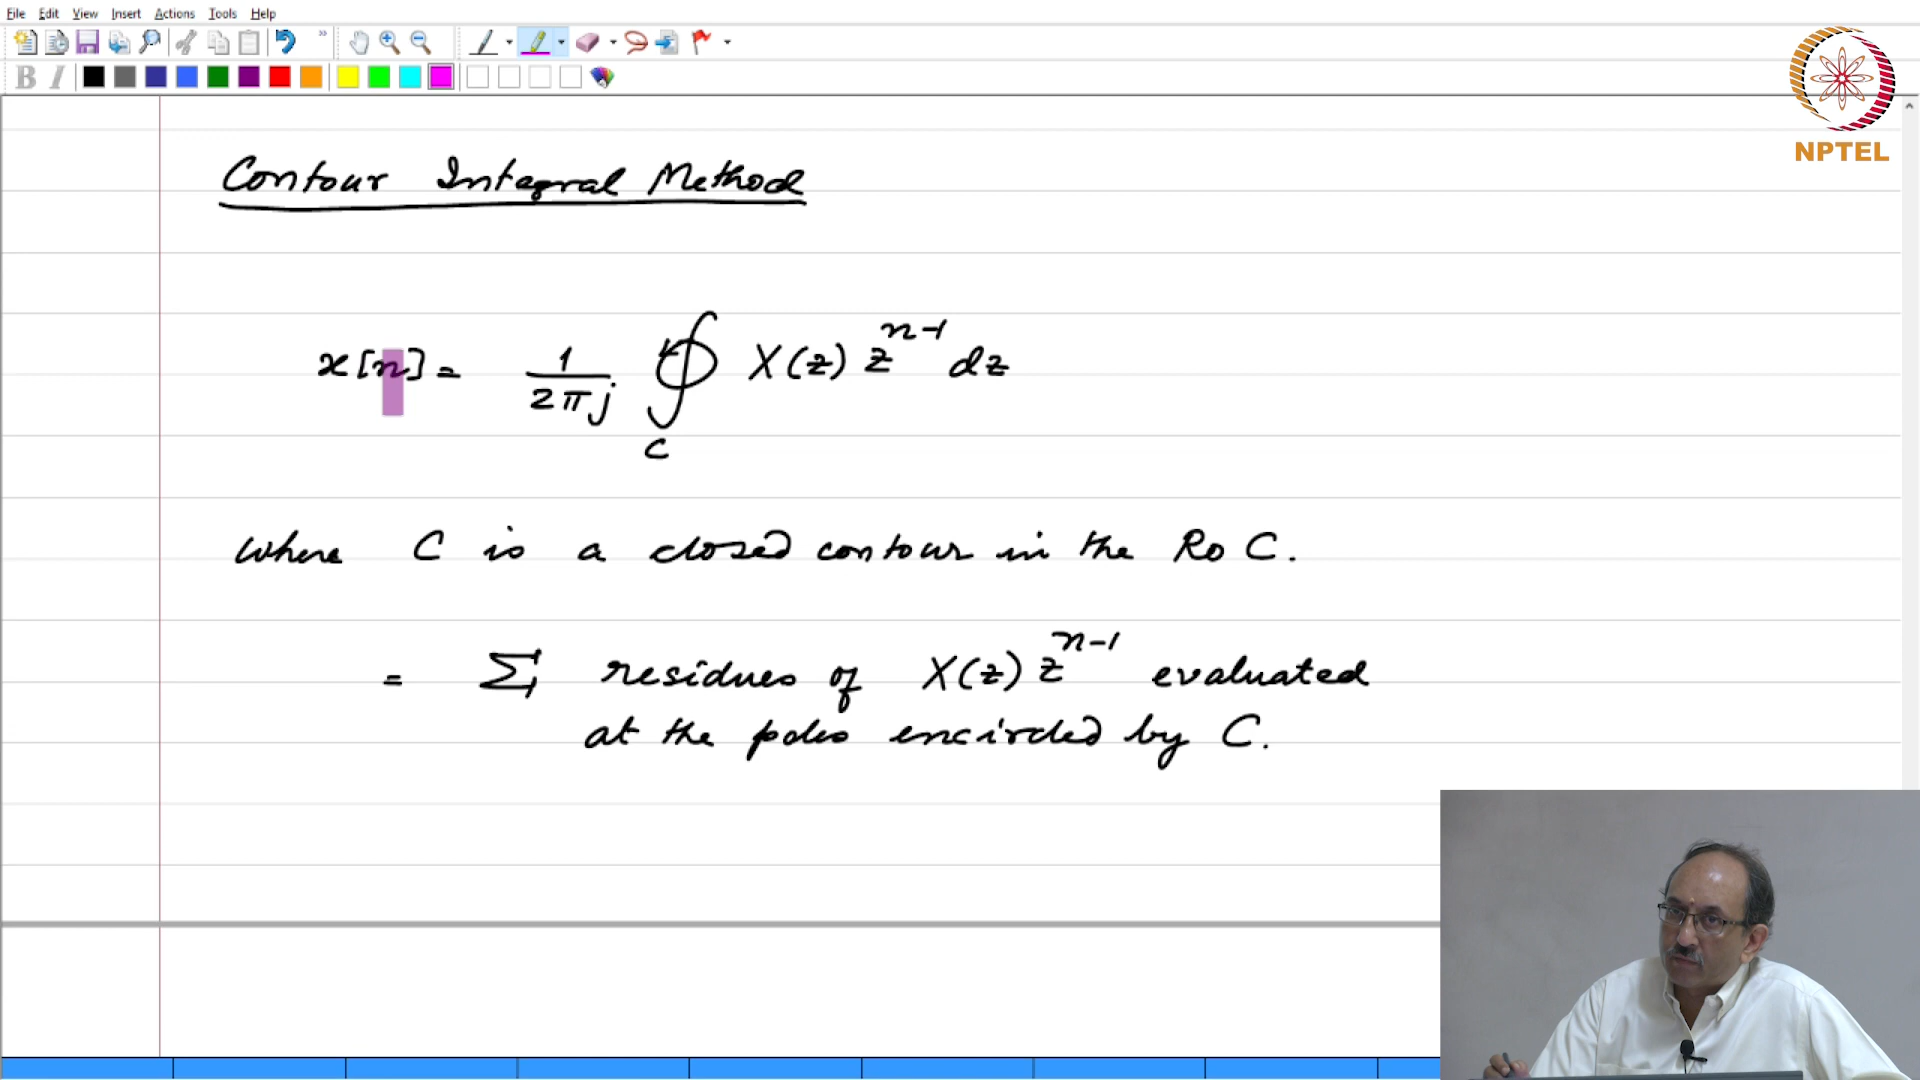 File Edit View Insert Actions Tools Help
B I
NPTEL
Contour Integral Method
x[n] = 1/2πj ∮_C X(z) z^{n-1} dz
where C is a closed contour in the RoC.
= Σ residues of X(z) z^{n-1} evaluated
at the poles encircled by C.